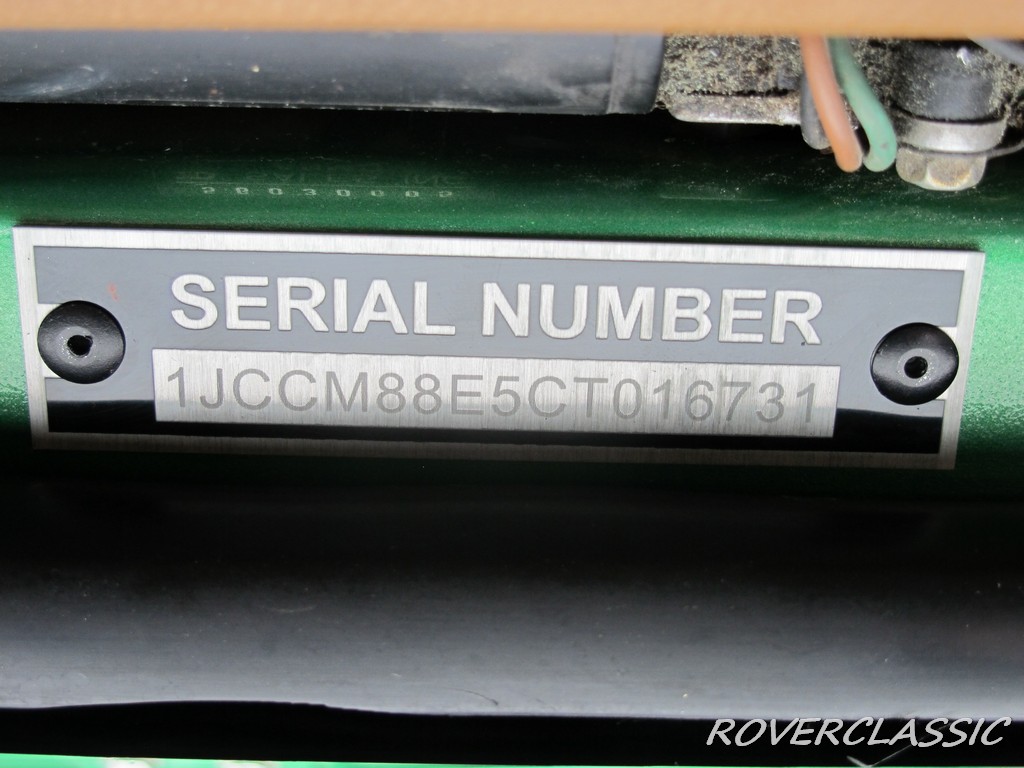 SERIAL NUMBER
1JCCM88E5CT016731
ROVERCLASSIC